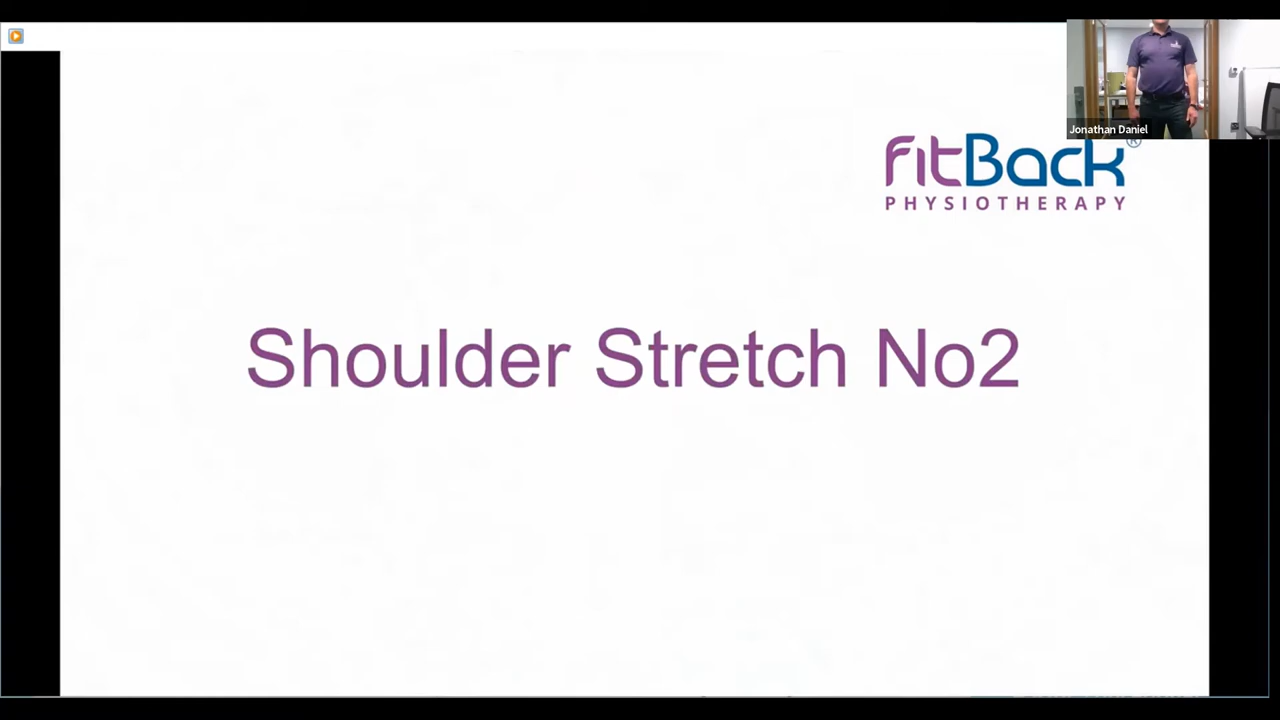 Jonathan Daniel
fitBack®
PHYSIOTHERAPY
Shoulder Stretch No2